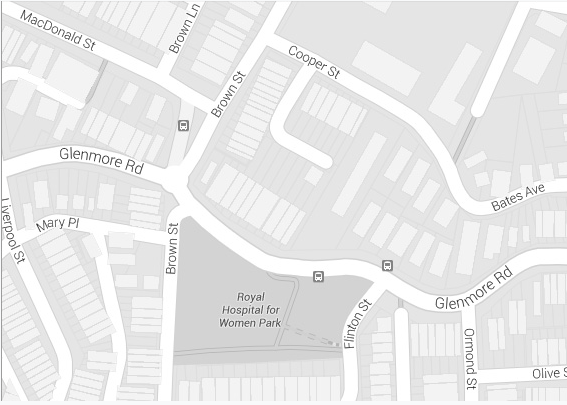 MacDonald St
Brown Ln
Cooper St
Brown St
Glenmore Rd
Bates Ave
Liverpool St
Mary Pl
Brown St
Royal
Hospital for
Women Park
Flinton St
Glenmore Rd
Ormond St
Olive S